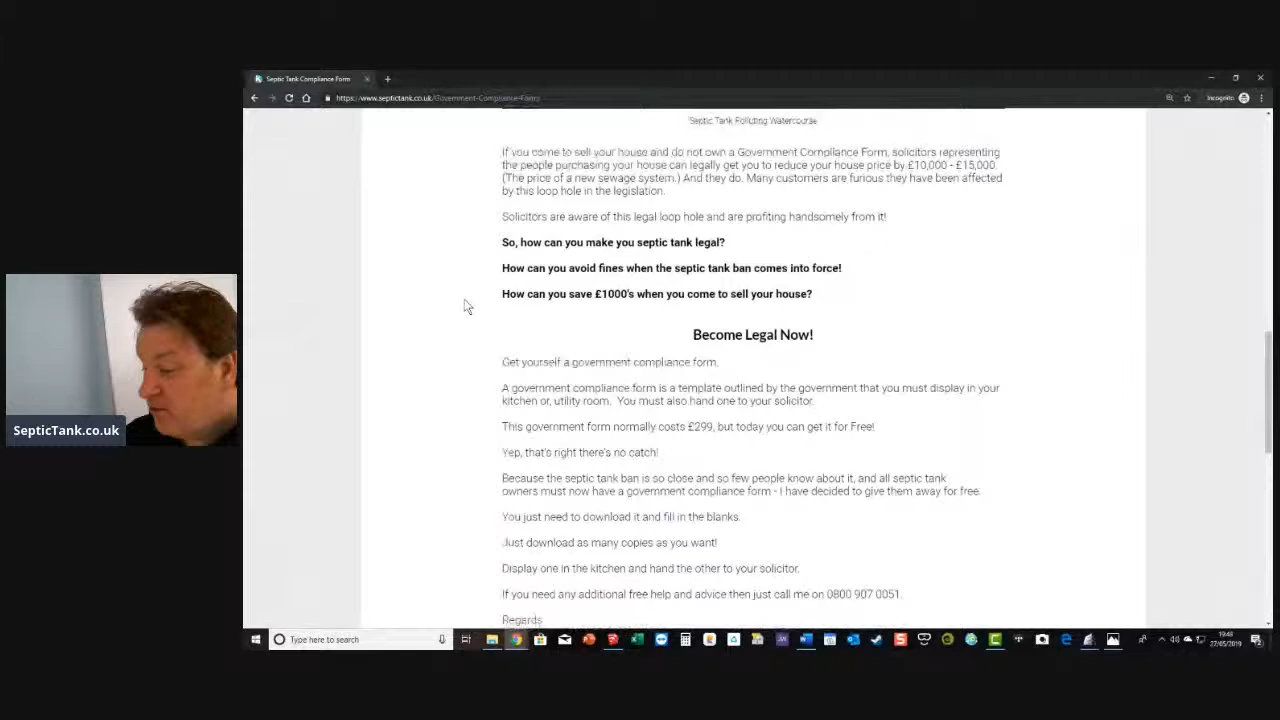 Septic Tank Compliance Form
https://www.septictank.co.uk/Government-Compliance-Form/
Incognito
Septic Tank Polluting Watercourse
If you come to sell your house and do not own a Government Compliance Form, solicitors representing
the people purchasing your house can legally get you to reduce your house price by £10,000 - £15,000.
(The price of a new sewage system.) And they do. Many customers are furious they have been affected
by this loop hole in the legislation.
Solicitors are aware of this legal loop hole and are profiting handsomely from it!
So, how can you make you septic tank legal?
How can you avoid fines when the septic tank ban comes into force!
How can you save £1000's when you come to sell your house?
Become Legal Now!
Get yourself a government compliance form.
A government compliance form is a template outlined by the government that you must display in your
kitchen or, utility room. You must also hand one to your solicitor.
This government form normally costs £299, but today you can get it for Free!
Yep, that's right there's no catch!
Because the septic tank ban is so close and so few people know about it, and all septic tank
owners must now have a government compliance form - I have decided to give them away for free.
You just need to download it and fill in the blanks.
Just download as many copies as you want!
Display one in the kitchen and hand the other to your solicitor.
If you need any additional free help and advice then just call me on 0800 907 0051.
Regards
SepticTank.co.uk
Type here to search
19:48
27/05/2019